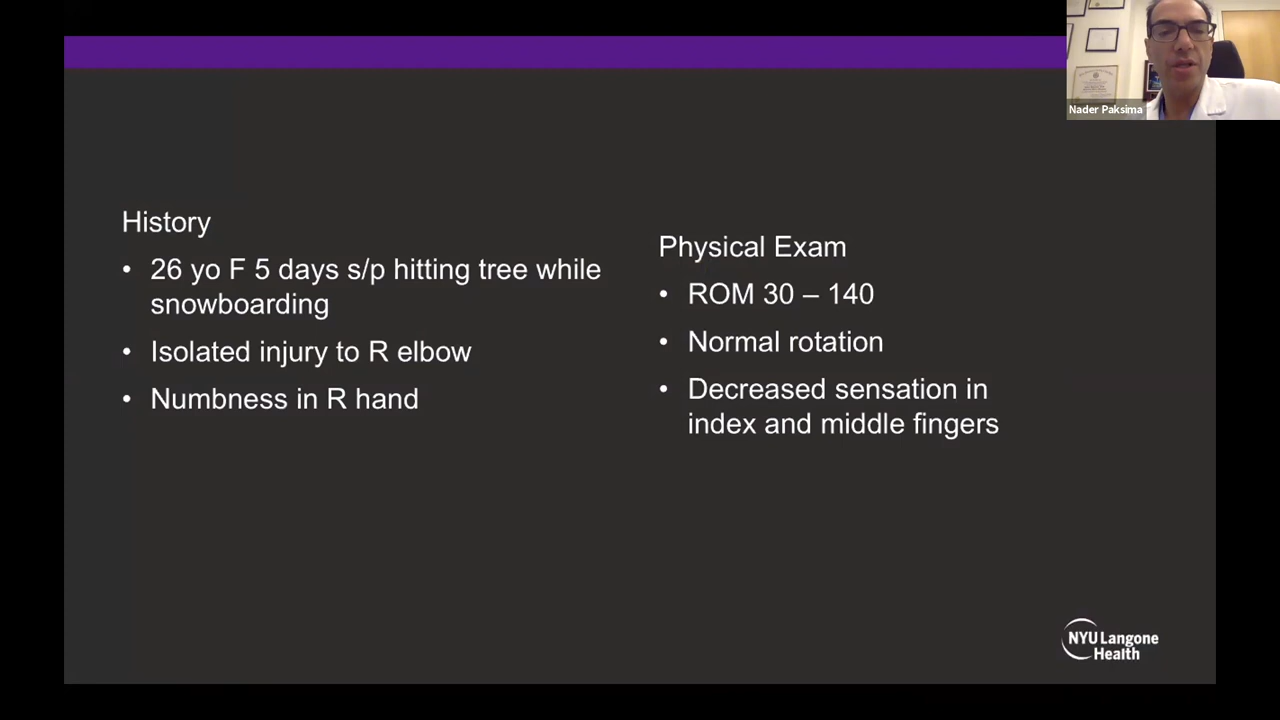 Nader Paksima
History
• 26 yo F 5 days s/p hitting tree while
snowboarding
• Isolated injury to R elbow
• Numbness in R hand
Physical Exam
• ROM 30 – 140
• Normal rotation
• Decreased sensation in
index and middle fingers
NYU Langone
Health